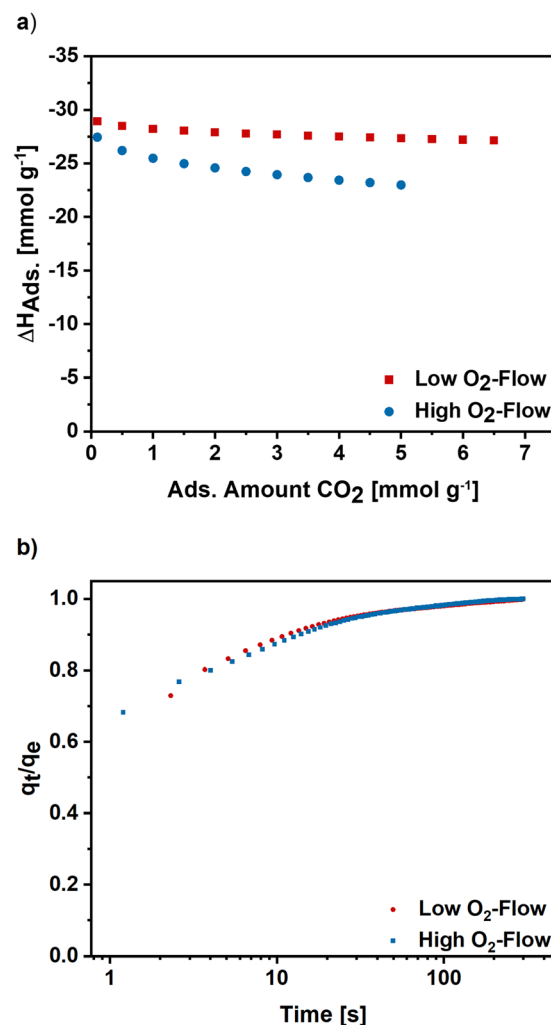 a)
-35
-30
-25
-20
-15
-10
-5
0
ΔHAds. [mmol g⁻¹]
Low O₂-Flow
High O₂-Flow
0 1 2 3 4 5 6 7
Ads. Amount CO₂ [mmol g⁻¹]
b)
1.0
0.8
0.6
0.4
0.2
0.0
qt/qe
Low O₂-Flow
High O₂-Flow
1 10 100
Time [s]